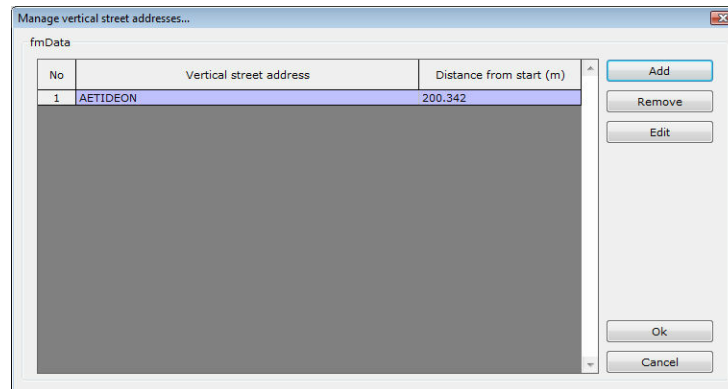 Manage vertical street addresses...
fmData
No Vertical street address Distance from start (m)
1 AETIDEON 200.342
Add
Remove
Edit
Ok
Cancel